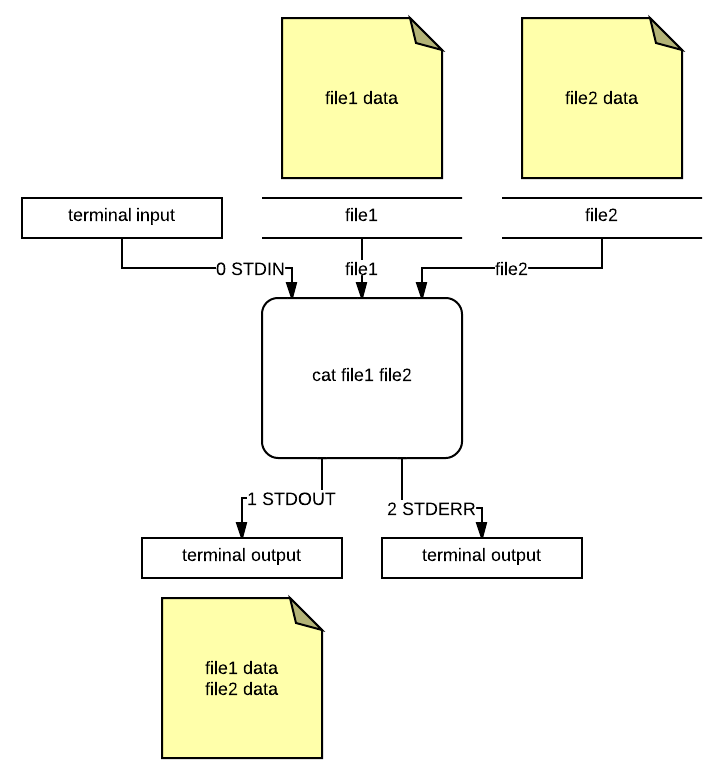 file1 data
file2 data
terminal input
file1
file2
0 STDIN
file1
file2
cat file1 file2
1 STDOUT
2 STDERR
terminal output
terminal output
file1 data
file2 data